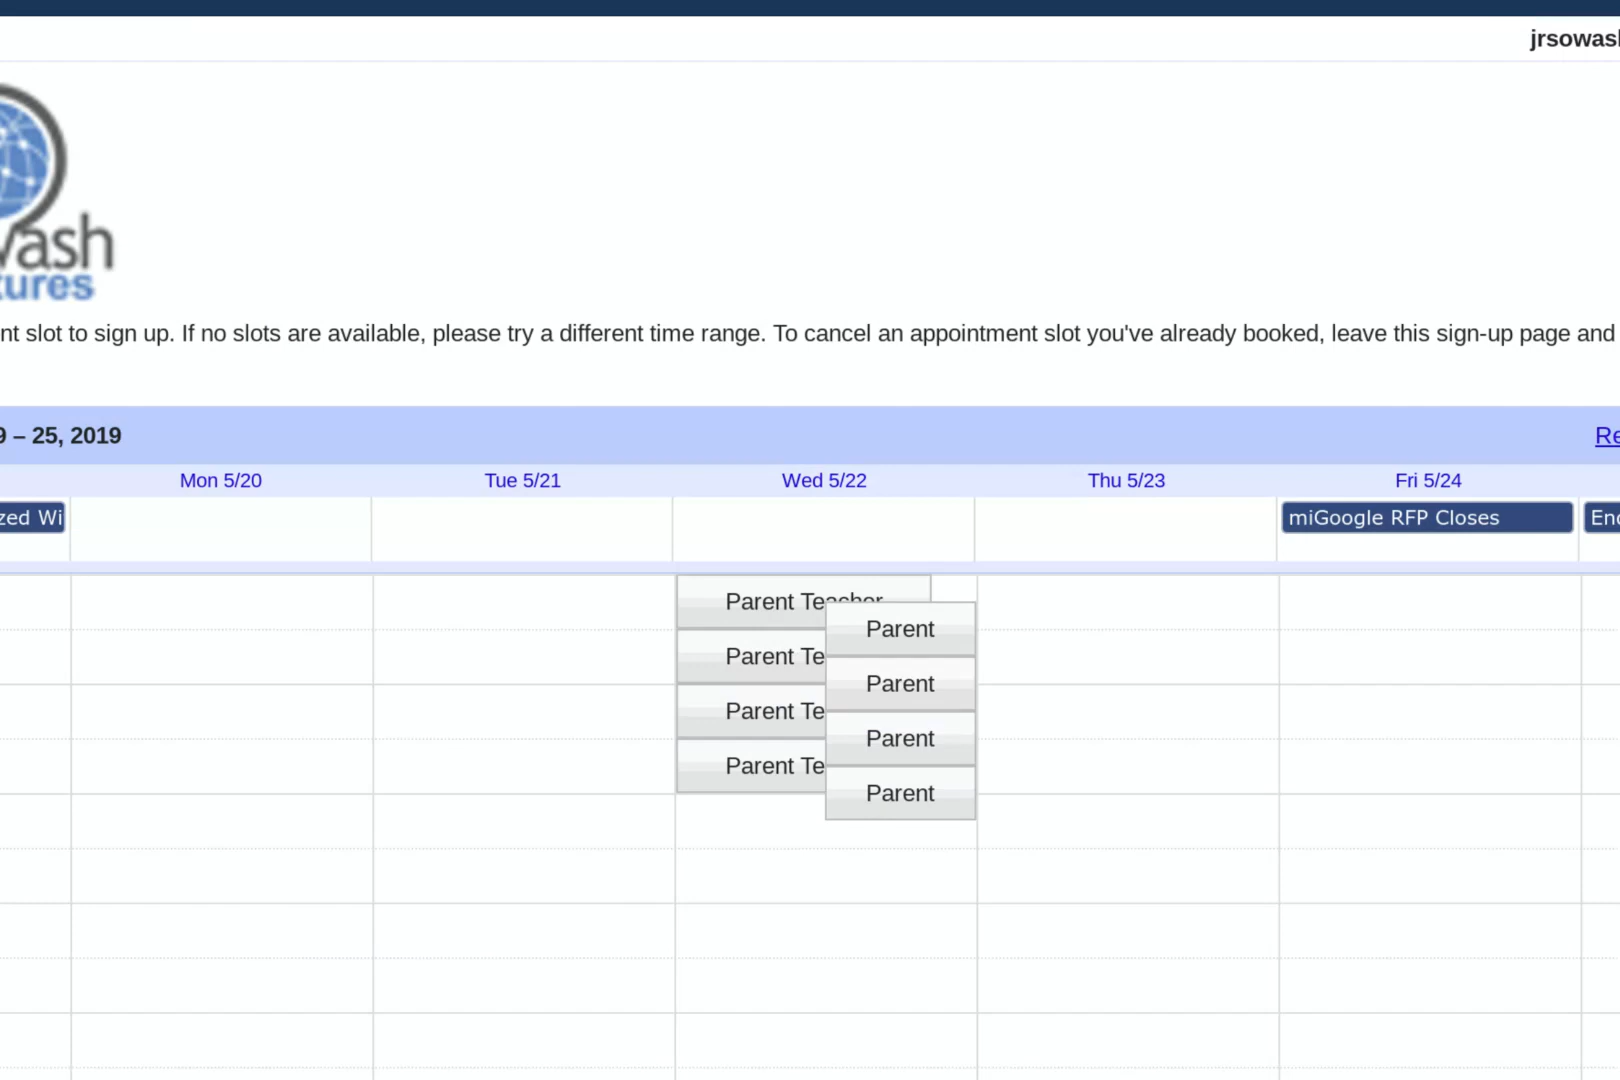 jrsowash
ash
tures
nt slot to sign up. If no slots are available, please try a different time range. To cancel an appointment slot you've already booked, leave this sign-up page and
9 – 25, 2019
Re
Mon 5/20 Tue 5/21 Wed 5/22 Thu 5/23 Fri 5/24
zed Wi miGoogle RFP Closes End
Parent Teacher
Parent
Parent Te
Parent
Parent Te
Parent
Parent Te
Parent